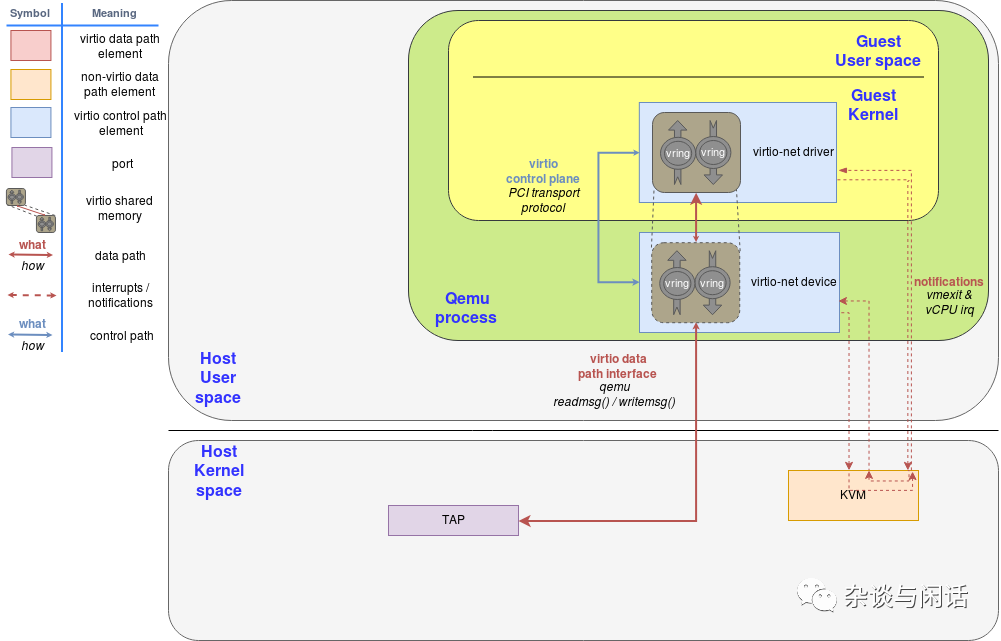 Symbol Meaning
virtio data path
element
non-virtio data
path element
virtio control path
element
port
virtio shared
memory
what
how
data path
interrupts /
notifications
what
how
control path
Guest
User space
Guest
Kernel
vring vring
virtio-net driver
virtio
control plane
PCI transport
protocol
vring vring
virtio-net device
Qemu
process
notifications
vmexit &
vCPU irq
Host
User
space
virtio data
path interface
qemu
readmsg() / writemsg()
Host
Kernel
space
TAP
KVM
杂谈与闲话